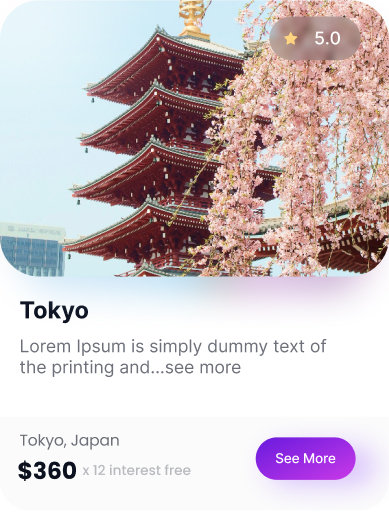 5.0
Tokyo
Lorem Ipsum is simply dummy text of
the printing and...see more
Tokyo, Japan
$360 x 12 interest free
See More